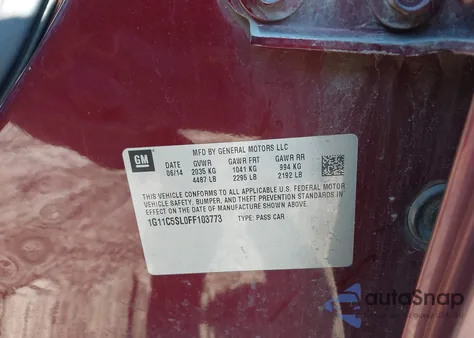 GM
MFD BY GENERAL MOTORS LLC
DATE GVWR GAWR FRT GAWR RR
06/14 2035 KG 1041 KG 994 KG
4487 LB 2295 LB 2192 LB
THIS VEHICLE CONFORMS TO ALL APPLICABLE U.S. FEDERAL MOTOR
VEHICLE SAFETY, BUMPER, AND THEFT PREVENTION STANDARDS IN
EFFECT ON THE DATE OF MANUFACTURE SHOWN ABOVE.
1G11C5SL0FF103773 TYPE: PASS CAR
autoSnap